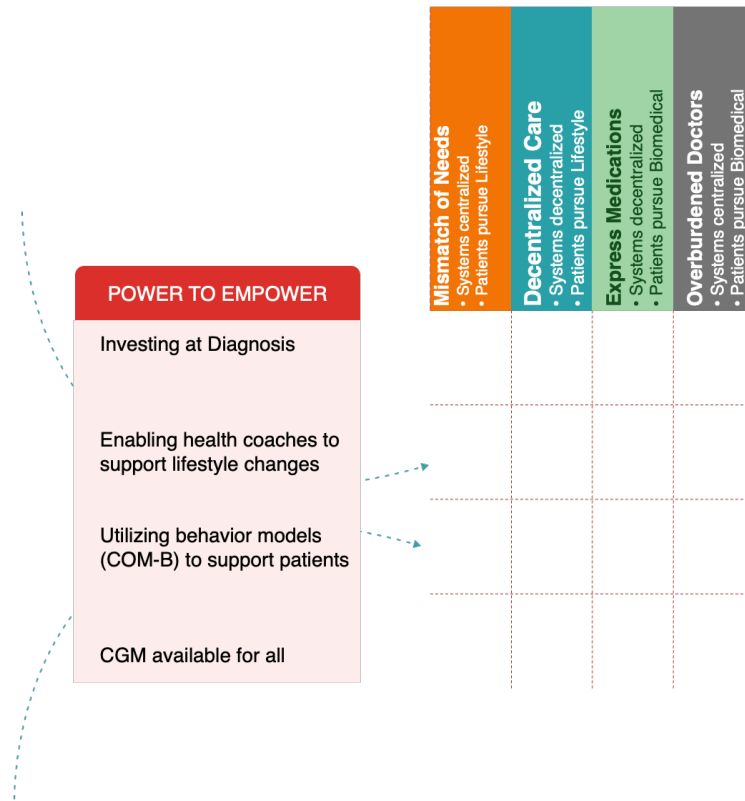 Mismatch of Needs
• Systems centralized
• Patients pursue Lifestyle
Decentralized Care
• Systems decentralized
• Patients pursue Lifestyle
Express Medications
• Systems decentralized
• Patients pursue Biomedical
Overburdened Doctors
• Systems centralized
• Patients pursue Biomedical
POWER TO EMPOWER
Investing at Diagnosis
Enabling health coaches to
support lifestyle changes
Utilizing behavior models
(COM-B) to support patients
CGM available for all